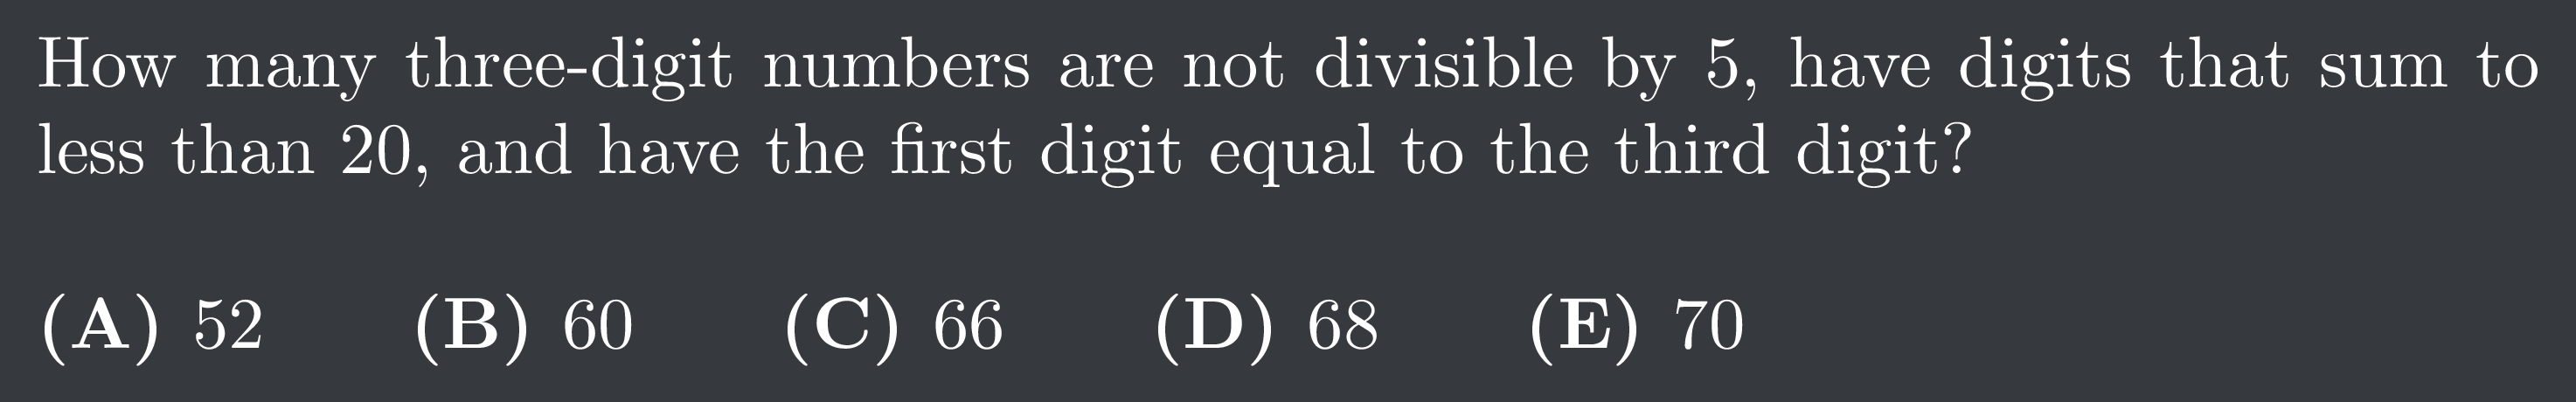 How many three-digit numbers are not divisible by 5, have digits that sum to
less than 20, and have the first digit equal to the third digit?
(A) 52 (B) 60 (C) 66 (D) 68 (E) 70